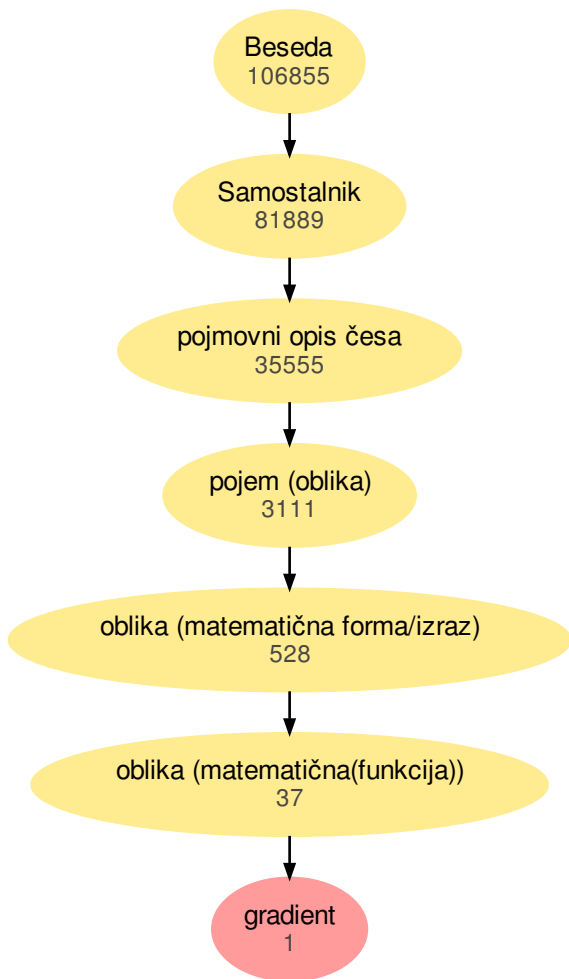 Beseda
106855
Samostalnik
81889
pojmovni opis česa
35555
pojem (oblika)
3111
oblika (matematična forma/izraz)
528
oblika (matematična(funkcija))
37
gradient
1